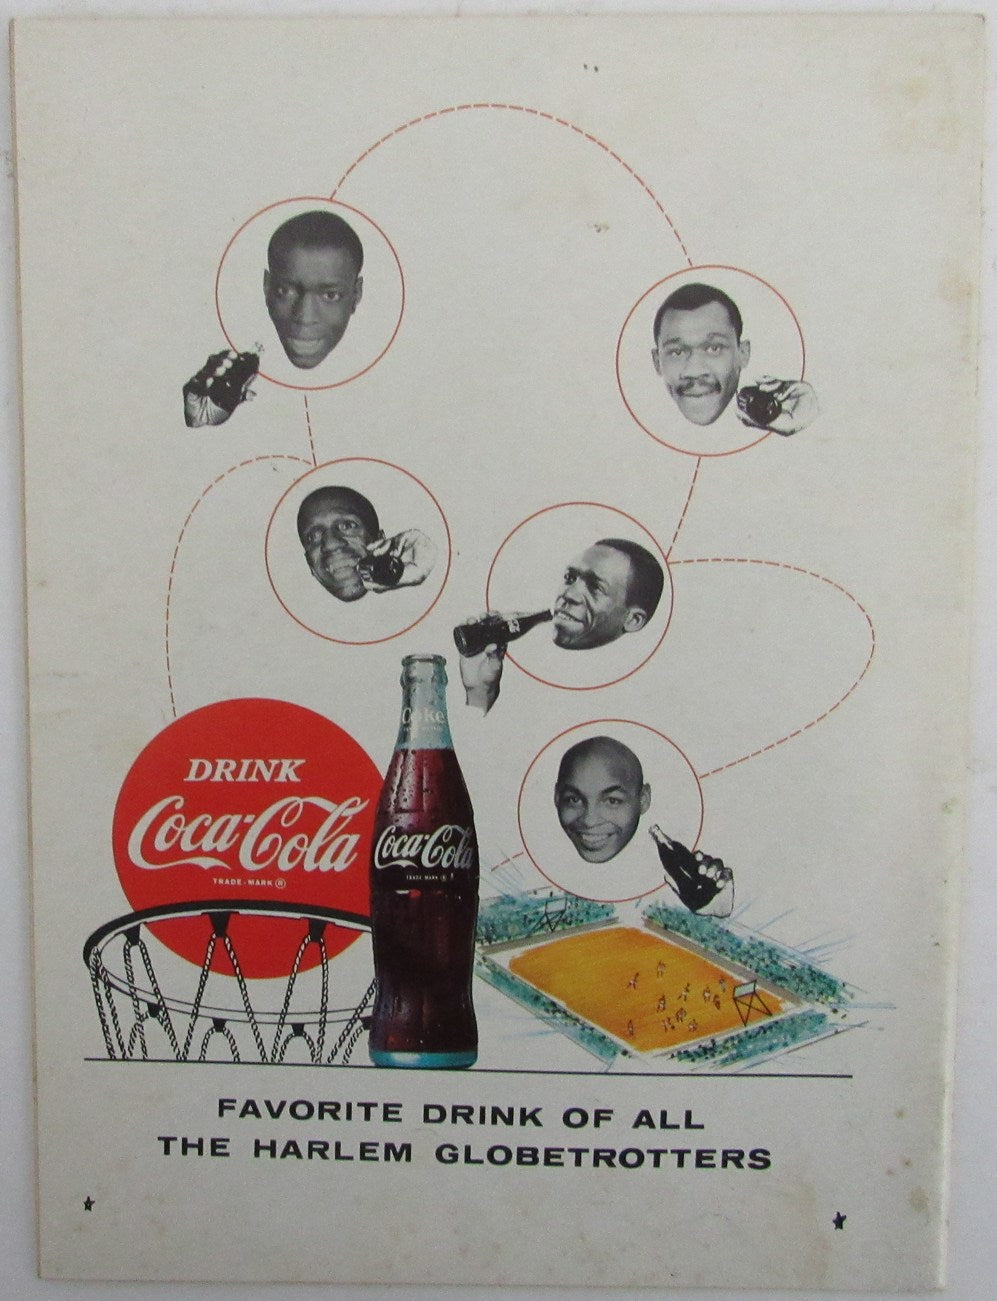 DRINK
Coca-Cola
TRADE-MARK ®
Coke
Coca-Cola
TRADE MARK ®
FAVORITE DRINK OF ALL
THE HARLEM GLOBETROTTERS